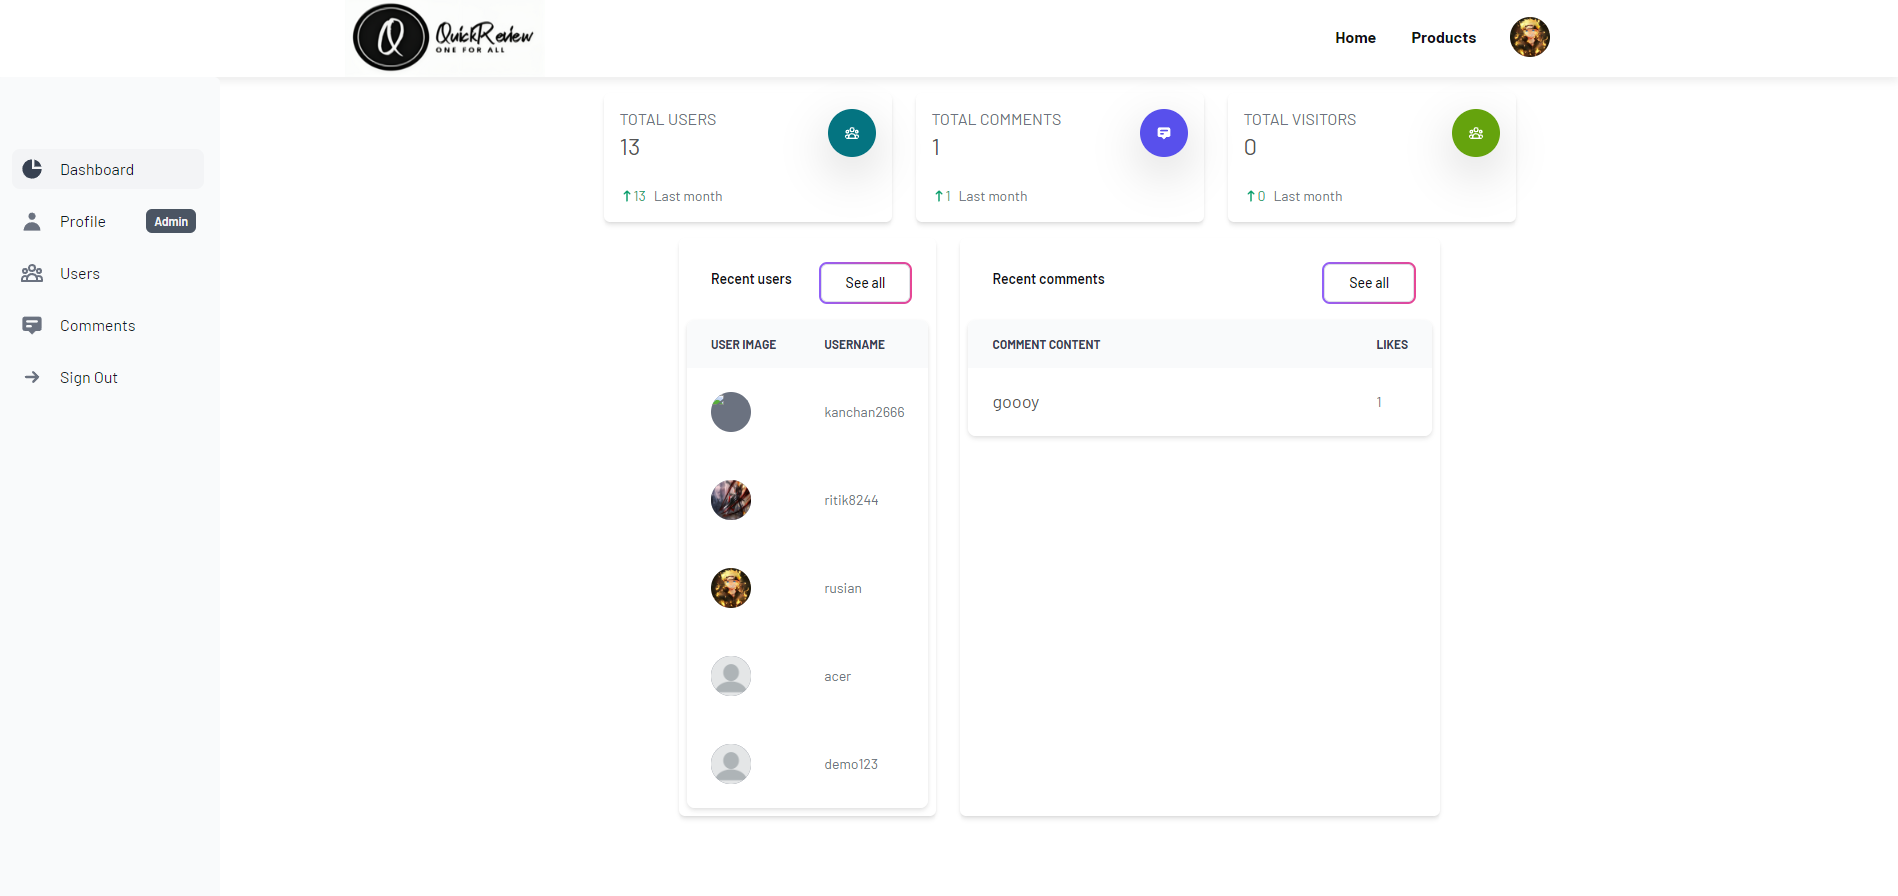 QuickReview
ONE FOR ALL
Home
Products
Dashboard
Profile
Admin
Users
Comments
Sign Out
TOTAL USERS
13
13 Last month
TOTAL COMMENTS
1
1 Last month
TOTAL VISITORS
0
0 Last month
Recent users
See all
USER IMAGE
USERNAME
kanchan2666
ritik8244
rusian
acer
demo123
Recent comments
See all
COMMENT CONTENT
LIKES
goooy
1